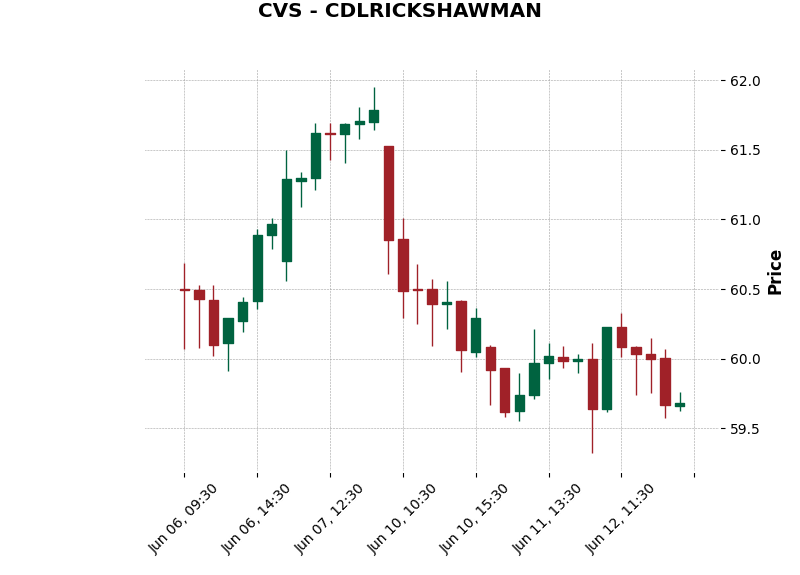 CVS - CDLRICKSHAWMAN
62.0
61.5
61.0
60.5
60.0
59.5
Price
Jun 06, 09:30
Jun 06, 14:30
Jun 07, 12:30
Jun 10, 10:30
Jun 10, 15:30
Jun 11, 13:30
Jun 12, 11:30